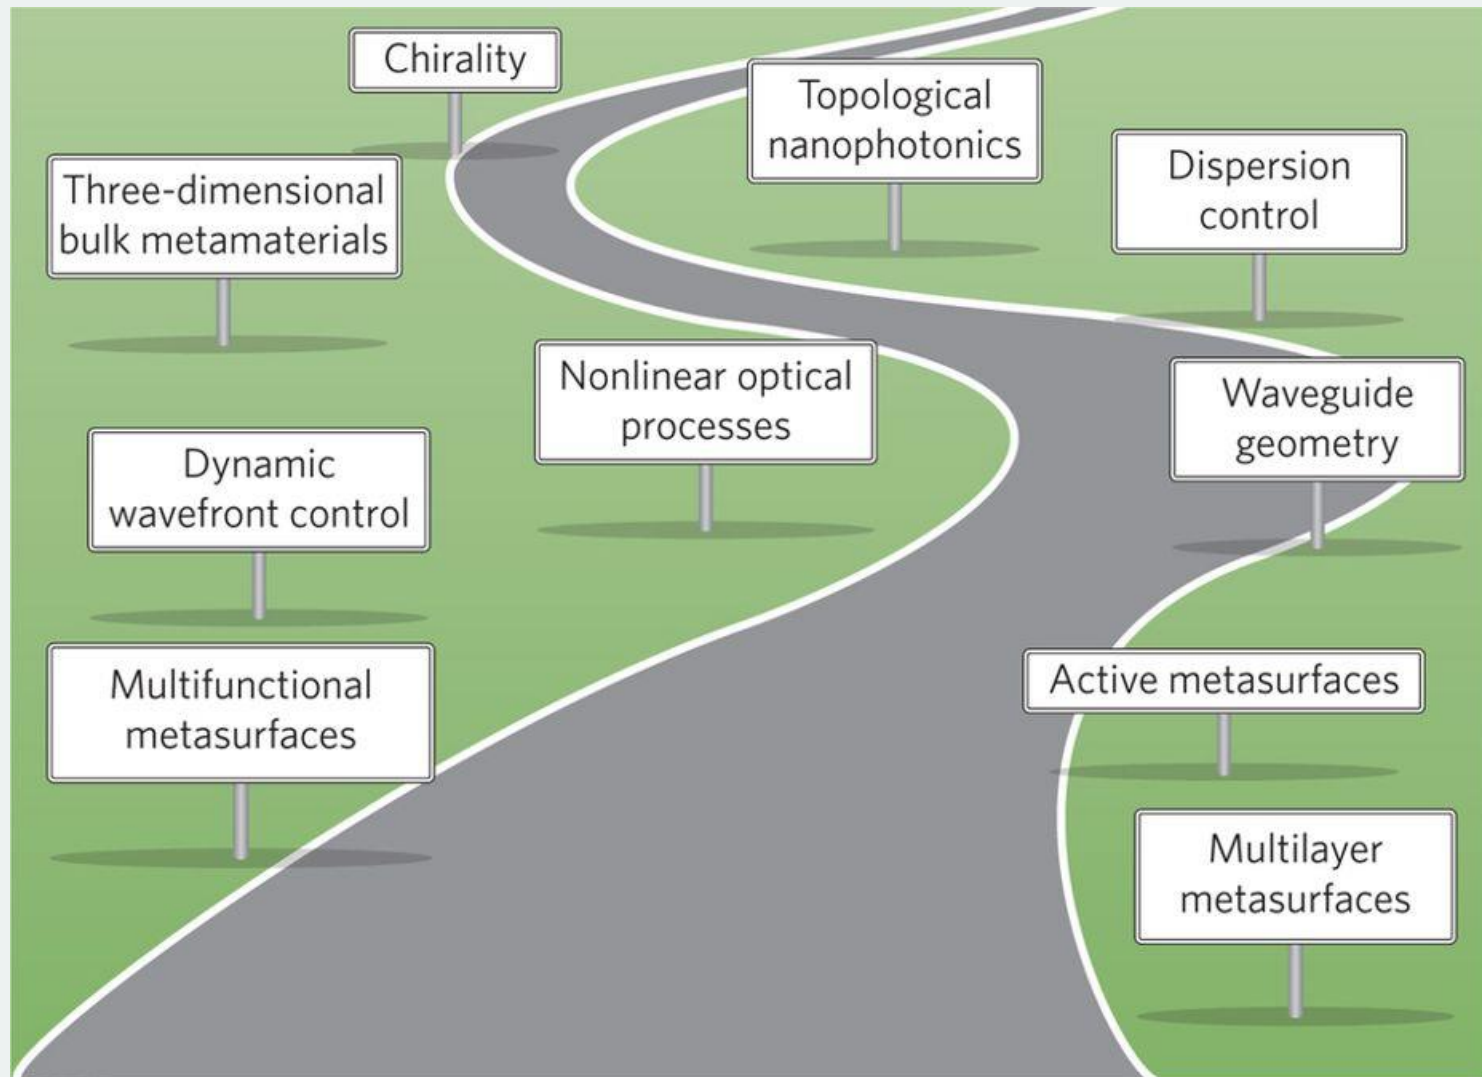 Chirality
Topological
nanophotonics
Dispersion
control
Three-dimensional
bulk metamaterials
Nonlinear optical
processes
Waveguide
geometry
Dynamic
wavefront control
Multifunctional
metasurfaces
Active metasurfaces
Multilayer
metasurfaces